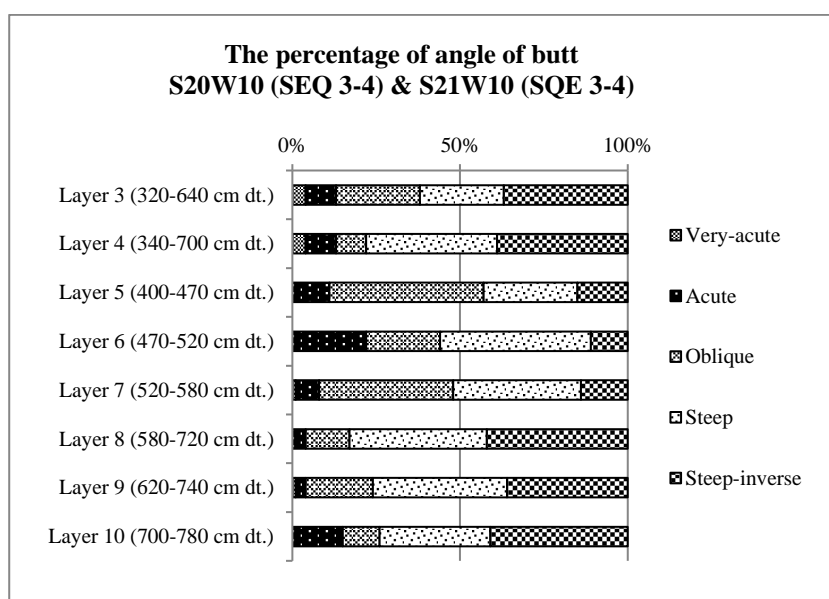 The percentage of angle of butt
S20W10 (SEQ 3-4) & S21W10 (SQE 3-4)
0% 50% 100%
Layer 3 (320-640 cm dt.)
Layer 4 (340-700 cm dt.)
Layer 5 (400-470 cm dt.)
Layer 6 (470-520 cm dt.)
Layer 7 (520-580 cm dt.)
Layer 8 (580-720 cm dt.)
Layer 9 (620-740 cm dt.)
Layer 10 (700-780 cm dt.)
Very-acute
Acute
Oblique
Steep
Steep-inverse